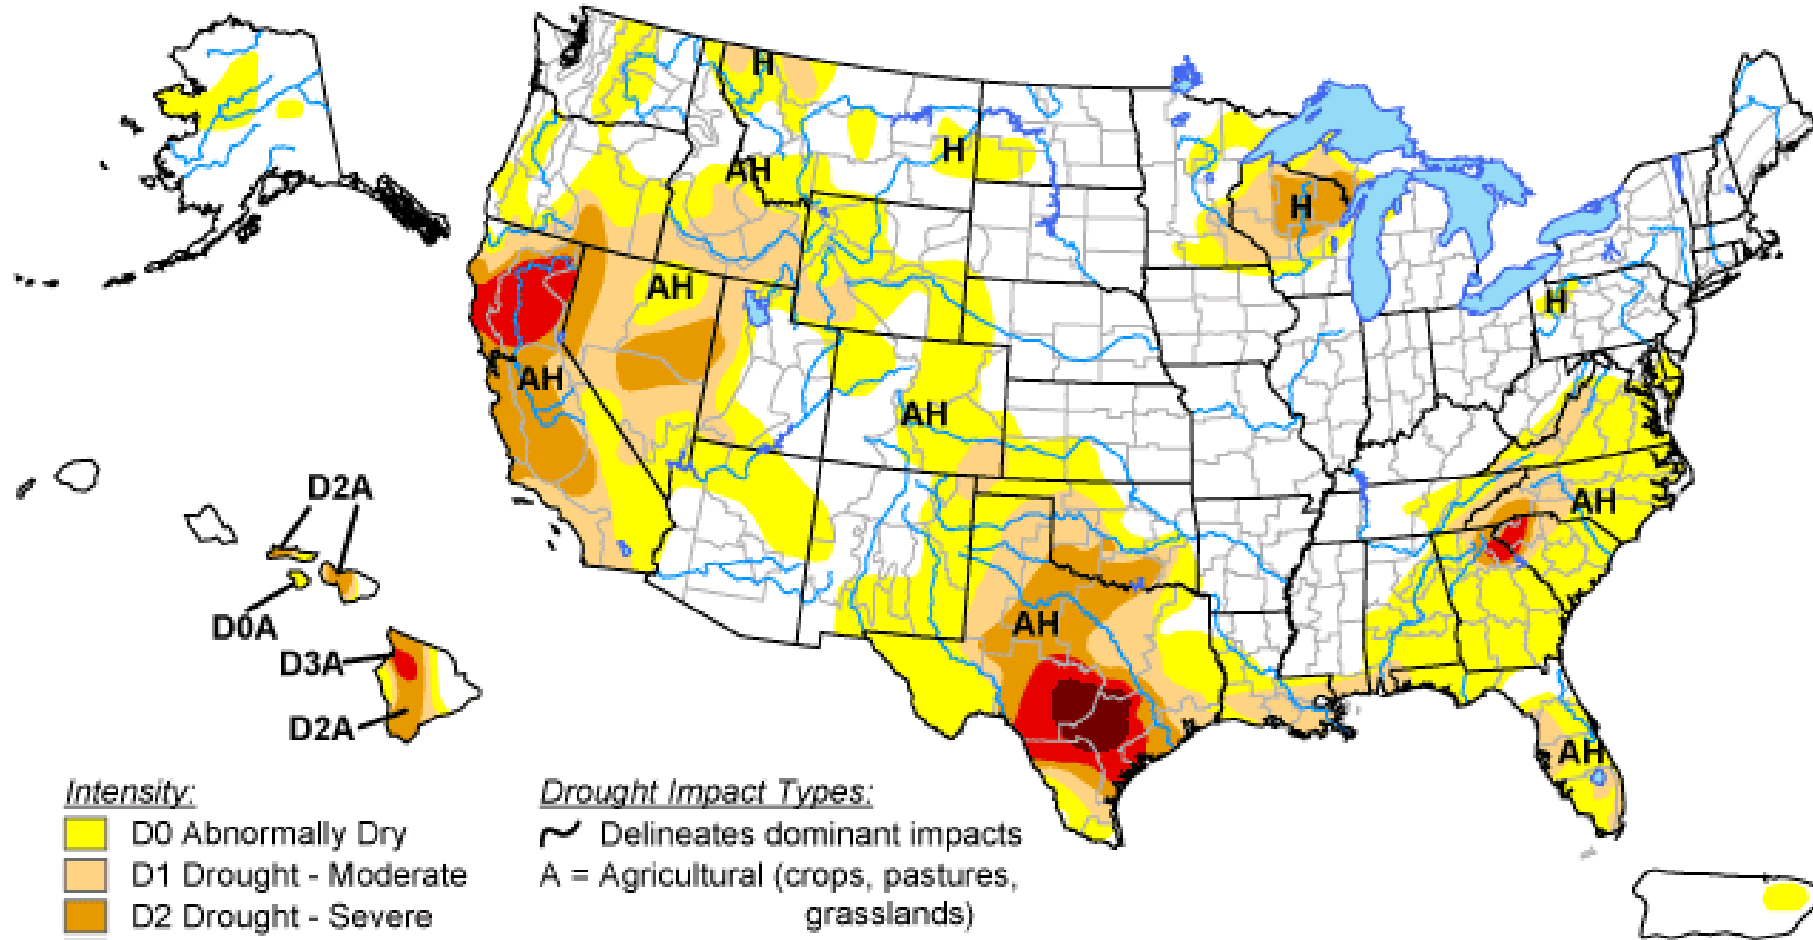 H
AH
H
H
AH
H
AH
AH
AH
AH
D2A
D0A
AH
D3A
D2A
AH
Intensity:
D0 Abnormally Dry
D1 Drought - Moderate
D2 Drought - Severe
Drought Impact Types:
Delineates dominant impacts
A = Agricultural (crops, pastures,
grasslands)